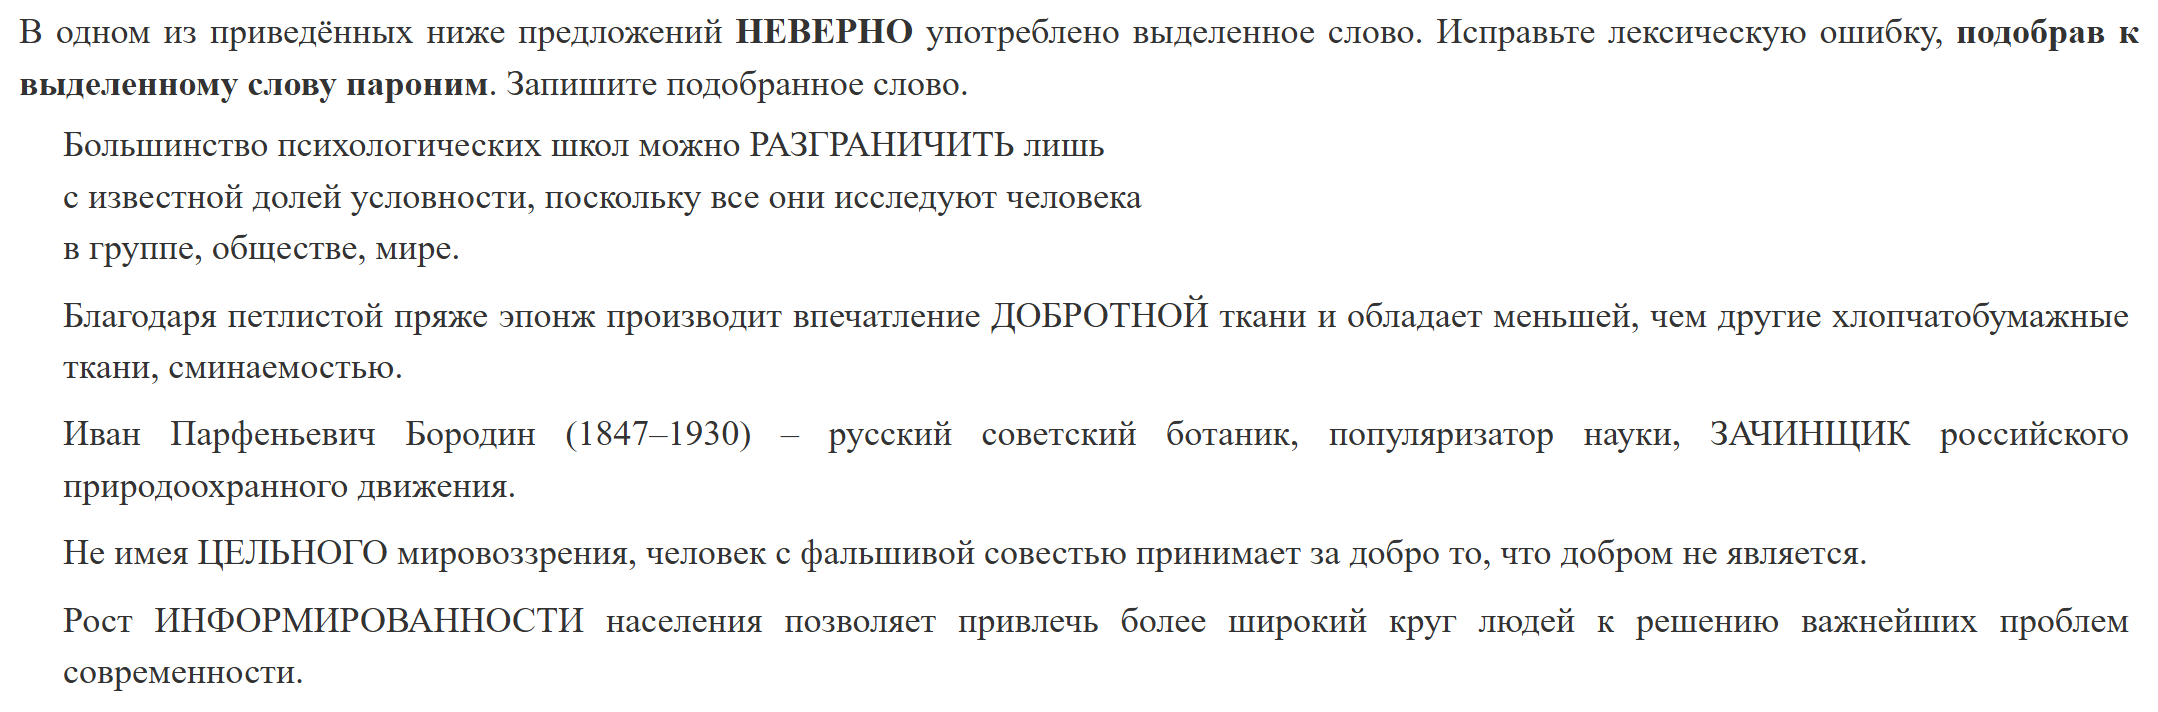 В одном из приведённых ниже предложений НЕВЕРНО употреблено выделенное слово. Исправьте лексическую ошибку, подобрав к
выделенному слову пароним. Запишите подобранное слово.
Большинство психологических школ можно РАЗГРАНИЧИТЬ лишь
с известной долей условности, поскольку все они исследуют человека
в группе, обществе, мире.
Благодаря петлистой пряже эпонж производит впечатление ДОБРОТНОЙ ткани и обладает меньшей, чем другие хлопчатобумажные
ткани, сминаемостью.
Иван Парфеньевич Бородин (1847–1930) – русский советский ботаник, популяризатор науки, ЗАЧИНЩИК российского
природоохранного движения.
Не имея ЦЕЛЬНОГО мировоззрения, человек с фальшивой совестью принимает за добро то, что добром не является.
Рост ИНФОРМИРОВАННОСТИ населения позволяет привлечь более широкий круг людей к решению важнейших проблем
современности.